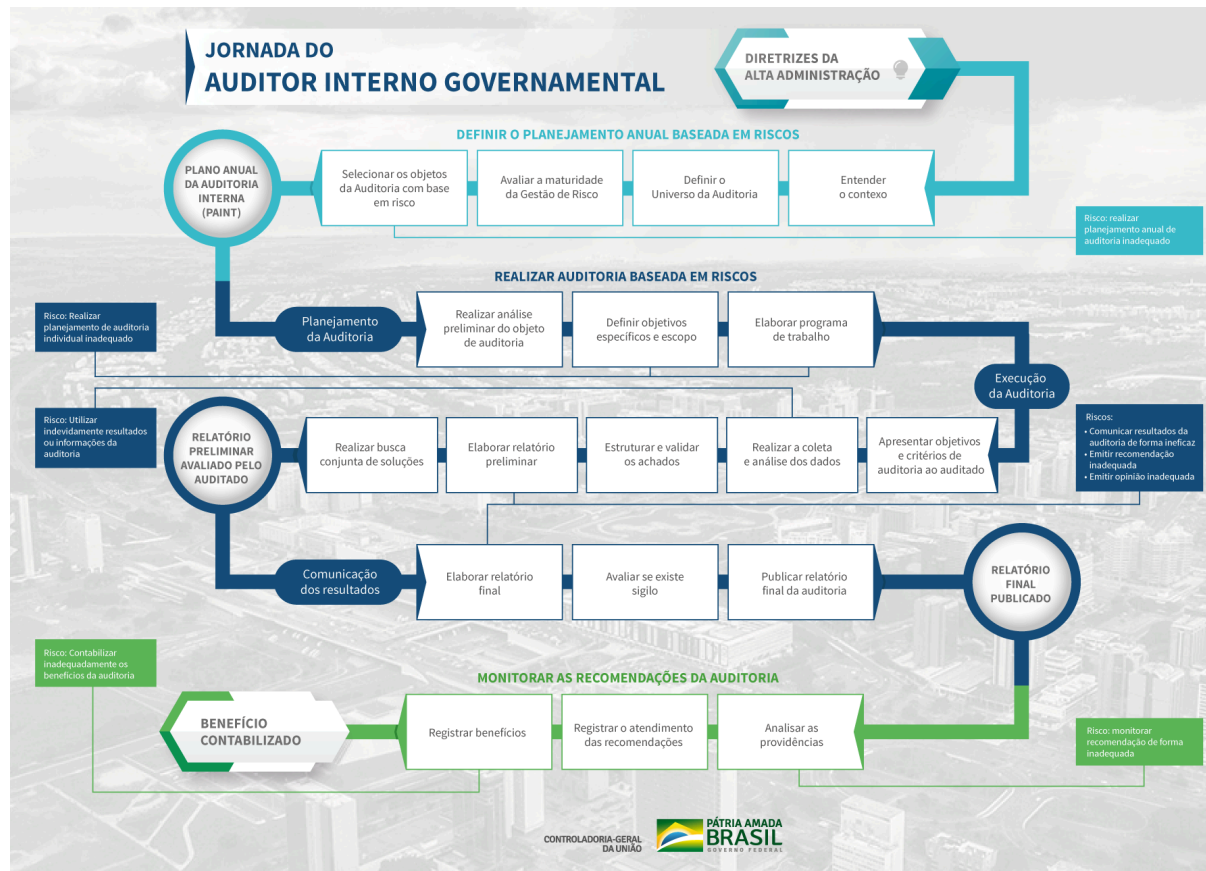 JORNADA DO
AUDITOR INTERNO GOVERNAMENTAL
DIRETRIZES DA
ALTA ADMINISTRAÇÃO
DEFINIR O PLANEJAMENTO ANUAL BASEADA EM RISCOS
PLANO ANUAL
DA AUDITORIA
INTERNA
(PAINT)
Selecionar os objetos
da Auditoria com base
em risco
Avaliar a maturidade
da Gestão de Risco
Definir o
Universo da Auditoria
Entender
o contexto
Risco: realizar
planejamento anual de
auditoria inadequado
REALIZAR AUDITORIA BASEADA EM RISCOS
Risco: Realizar
planejamento de auditoria
individual inadequado
Planejamento
da Auditoria
Realizar análise
preliminar do objeto
de auditoria
Definir objetivos
específicos e escopo
Elaborar programa
de trabalho
Execução
da Auditoria
Risco: Utilizar
indevidamente resultados
ou informações da
auditoria
RELATÓRIO
PRELIMINAR
AVALIADO PELO
AUDITADO
Realizar busca
conjunta de soluções
Elaborar relatório
preliminar
Estruturar e validar
os achados
Realizar a coleta
e análise dos dados
Apresentar objetivos
e critérios de
auditoria ao auditado
Riscos:
• Comunicar resultados da
auditoria de forma ineficaz
• Emitir recomendação
inadequada
• Emitir opinião inadequada
Comunicação
dos resultados
Elaborar relatório
final
Avaliar se existe
sigilo
Publicar relatório
final da auditoria
RELATÓRIO
FINAL
PUBLICADO
Risco: Contabilizar
inadequadamente os
benefícios da auditoria
MONITORAR AS RECOMENDAÇÕES DA AUDITORIA
BENEFÍCIO
CONTABILIZADO
Registrar benefícios
Registrar o atendimento
das recomendações
Analisar as
providências
Risco: monitorar
recomendação de forma
inadequada
CONTROLADORIA-GERAL
DA UNIÃO
PÁTRIA AMADA
BRASIL
GOVERNO FEDERAL